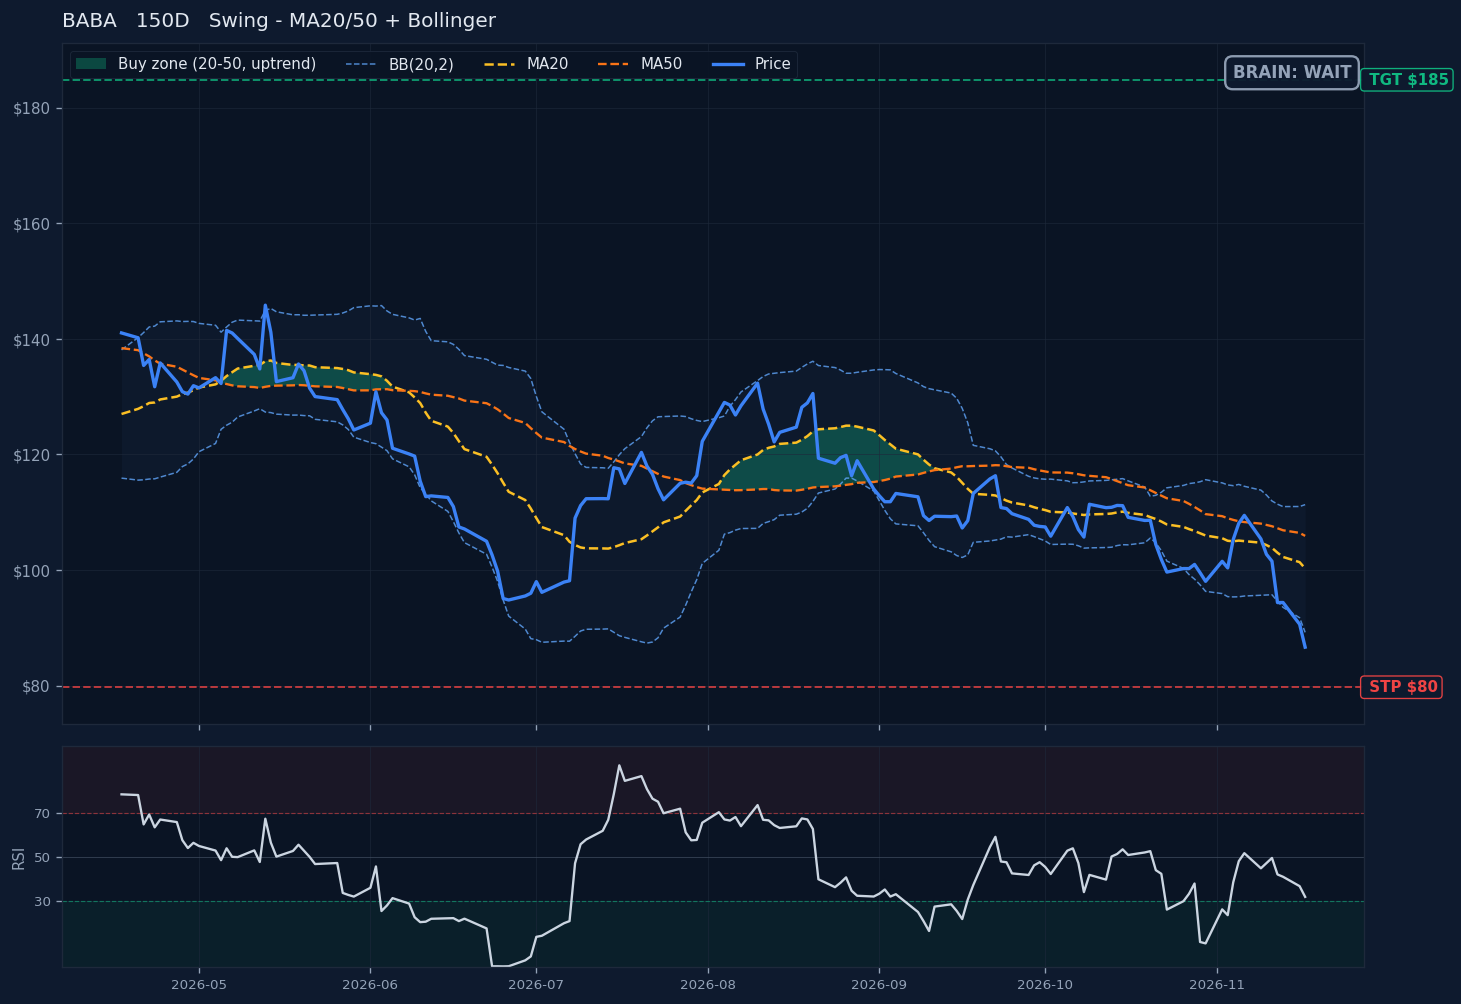 BABA   150D   Swing - MA20/50 + Bollinger
Buy zone (20-50, uptrend)   BB(20,2)   MA20   MA50   Price
BRAIN: WAIT
TGT $185
$180
$160
$140
$120
$100
$80
STP $80
70
50
30
RSI
2026-05   2026-06   2026-07   2026-08   2026-09   2026-10   2026-11